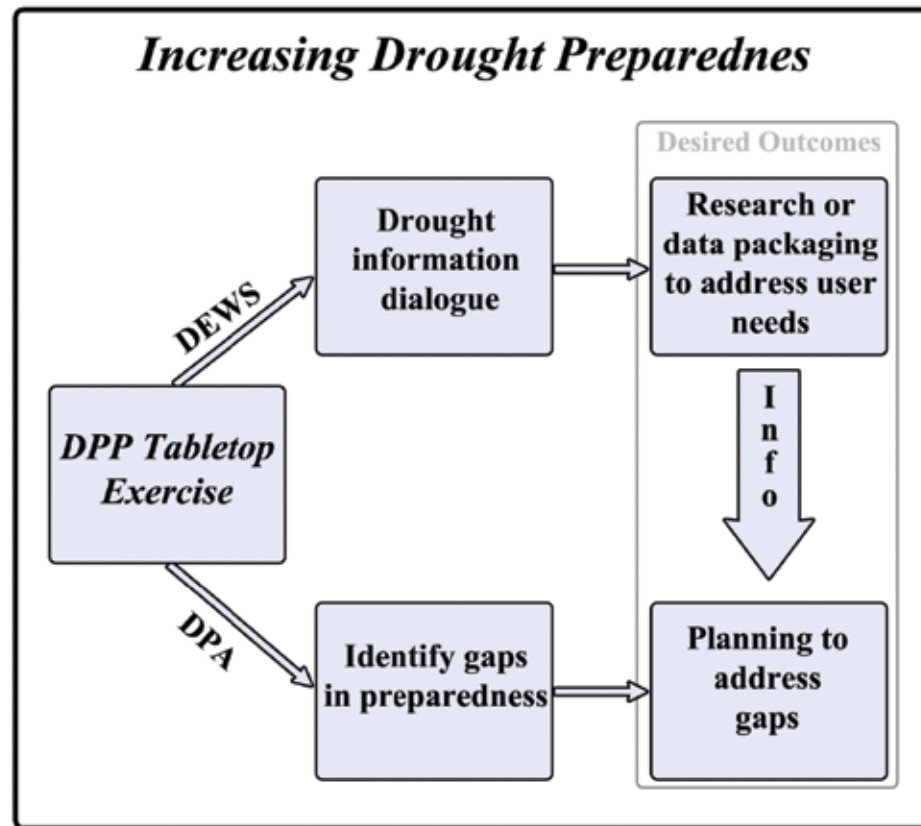 Increasing Drought Preparednes
Desired Outcomes
Drought
information
dialogue
Research or
data packaging
to address user
needs
DEWS
Info
DPP Tabletop
Exercise
DPA
Identify gaps
in preparedness
Planning to
address
gaps